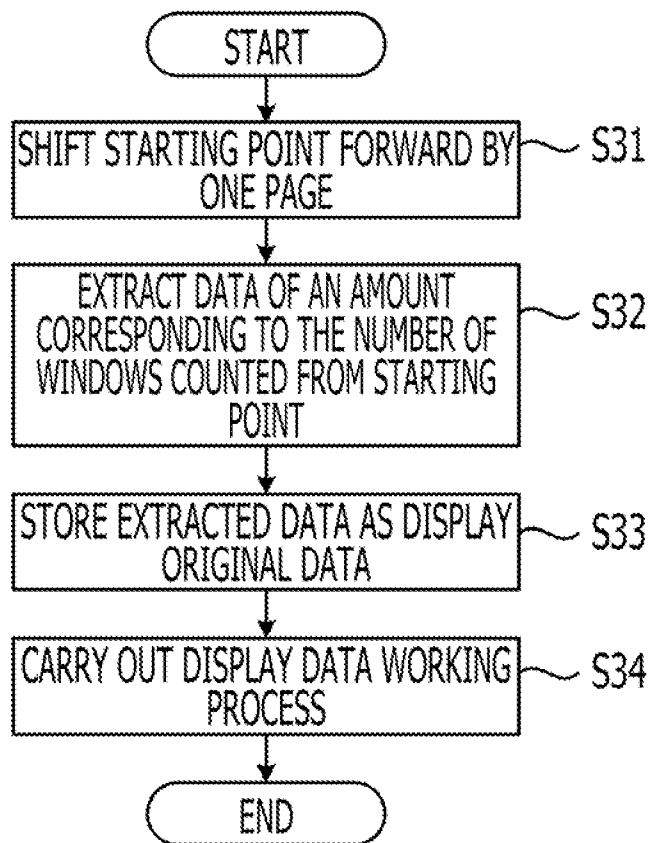 START
SHIFT STARTING POINT FORWARD BY
ONE PAGE
S31
EXTRACT DATA OF AN AMOUNT
CORRESPONDING TO THE NUMBER OF
WINDOWS COUNTED FROM STARTING
POINT
S32
STORE EXTRACTED DATA AS DISPLAY
ORIGINAL DATA
S33
CARRY OUT DISPLAY DATA WORKING
PROCESS
S34
END